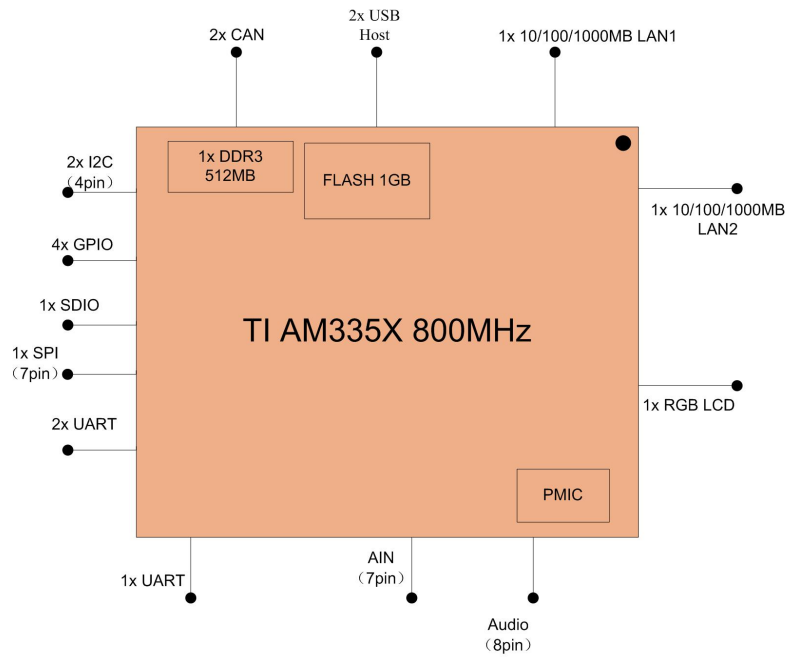 2x CAN
2x USB
Host
1x 10/100/1000MB LAN1
2x I2C
（4pin）
1x DDR3
512MB
FLASH 1GB
1x 10/100/1000MB
LAN2
4x GPIO
1x SDIO
TI AM335X 800MHz
1x SPI
（7pin）
1x RGB LCD
2x UART
PMIC
1x UART
AIN
（7pin）
Audio
（8pin）